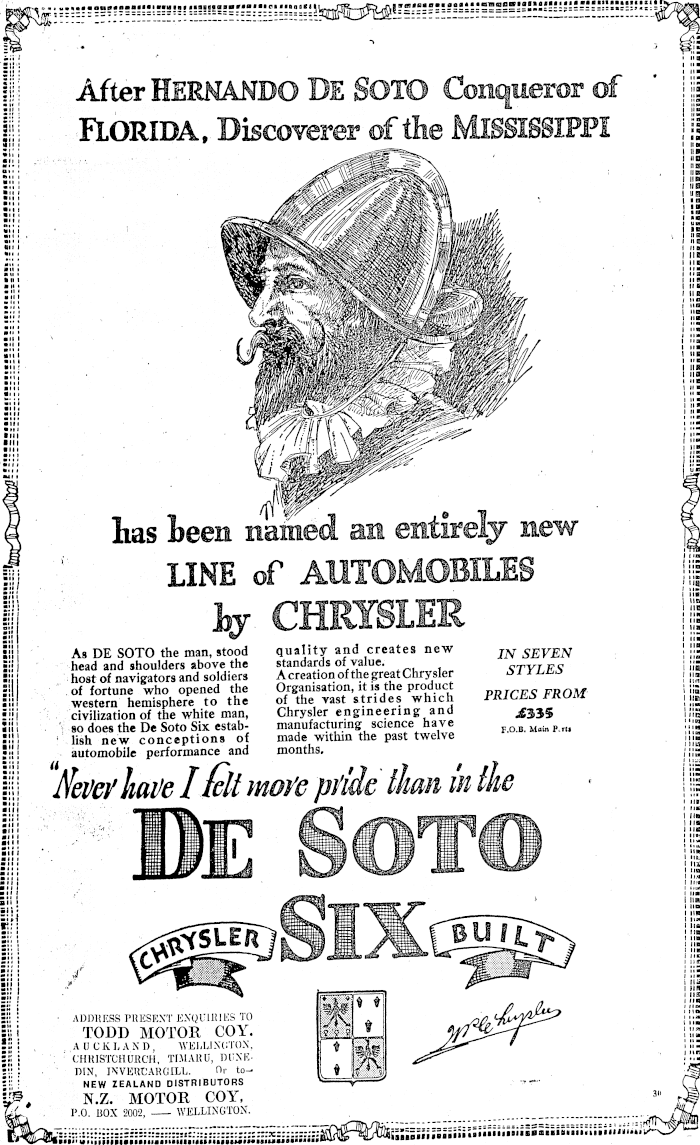 After HERNANDO DE SOTO Conqueror of
FLORIDA, Discoverer of the MISSISSIPPI
has been named an entirely new
LINE of AUTOMOBILES
by CHRYSLER
As DE SOTO the man, stood
head and shoulders above the
host of navigators and soldiers
of fortune who opened the
western hemisphere to the
civilization of the white man,
so does the De Soto Six estab-
lish new conceptions of
automobile performance and
quality and creates new
standards of value.
A creation of the great Chrysler
Organisation, it is the product
of the vast strides which
Chrysler engineering and
manufacturing science have
made within the past twelve
months.
IN SEVEN
STYLES
PRICES FROM
£335
F.O.B. Main P.rts
"Never have I felt more pride than in the
DE SOTO
SIX
CHRYSLER BUILT
ADDRESS PRESENT ENQUIRIES TO
TODD MOTOR COY.
AUCKLAND, WELLINGTON,
CHRISTCHURCH, TIMARU, DUNE-
DIN, INVERCARGILL. Or to—
NEW ZEALAND DISTRIBUTORS
N.Z. MOTOR COY,
P.O. BOX 2002, — WELLINGTON.
W P Chrysler